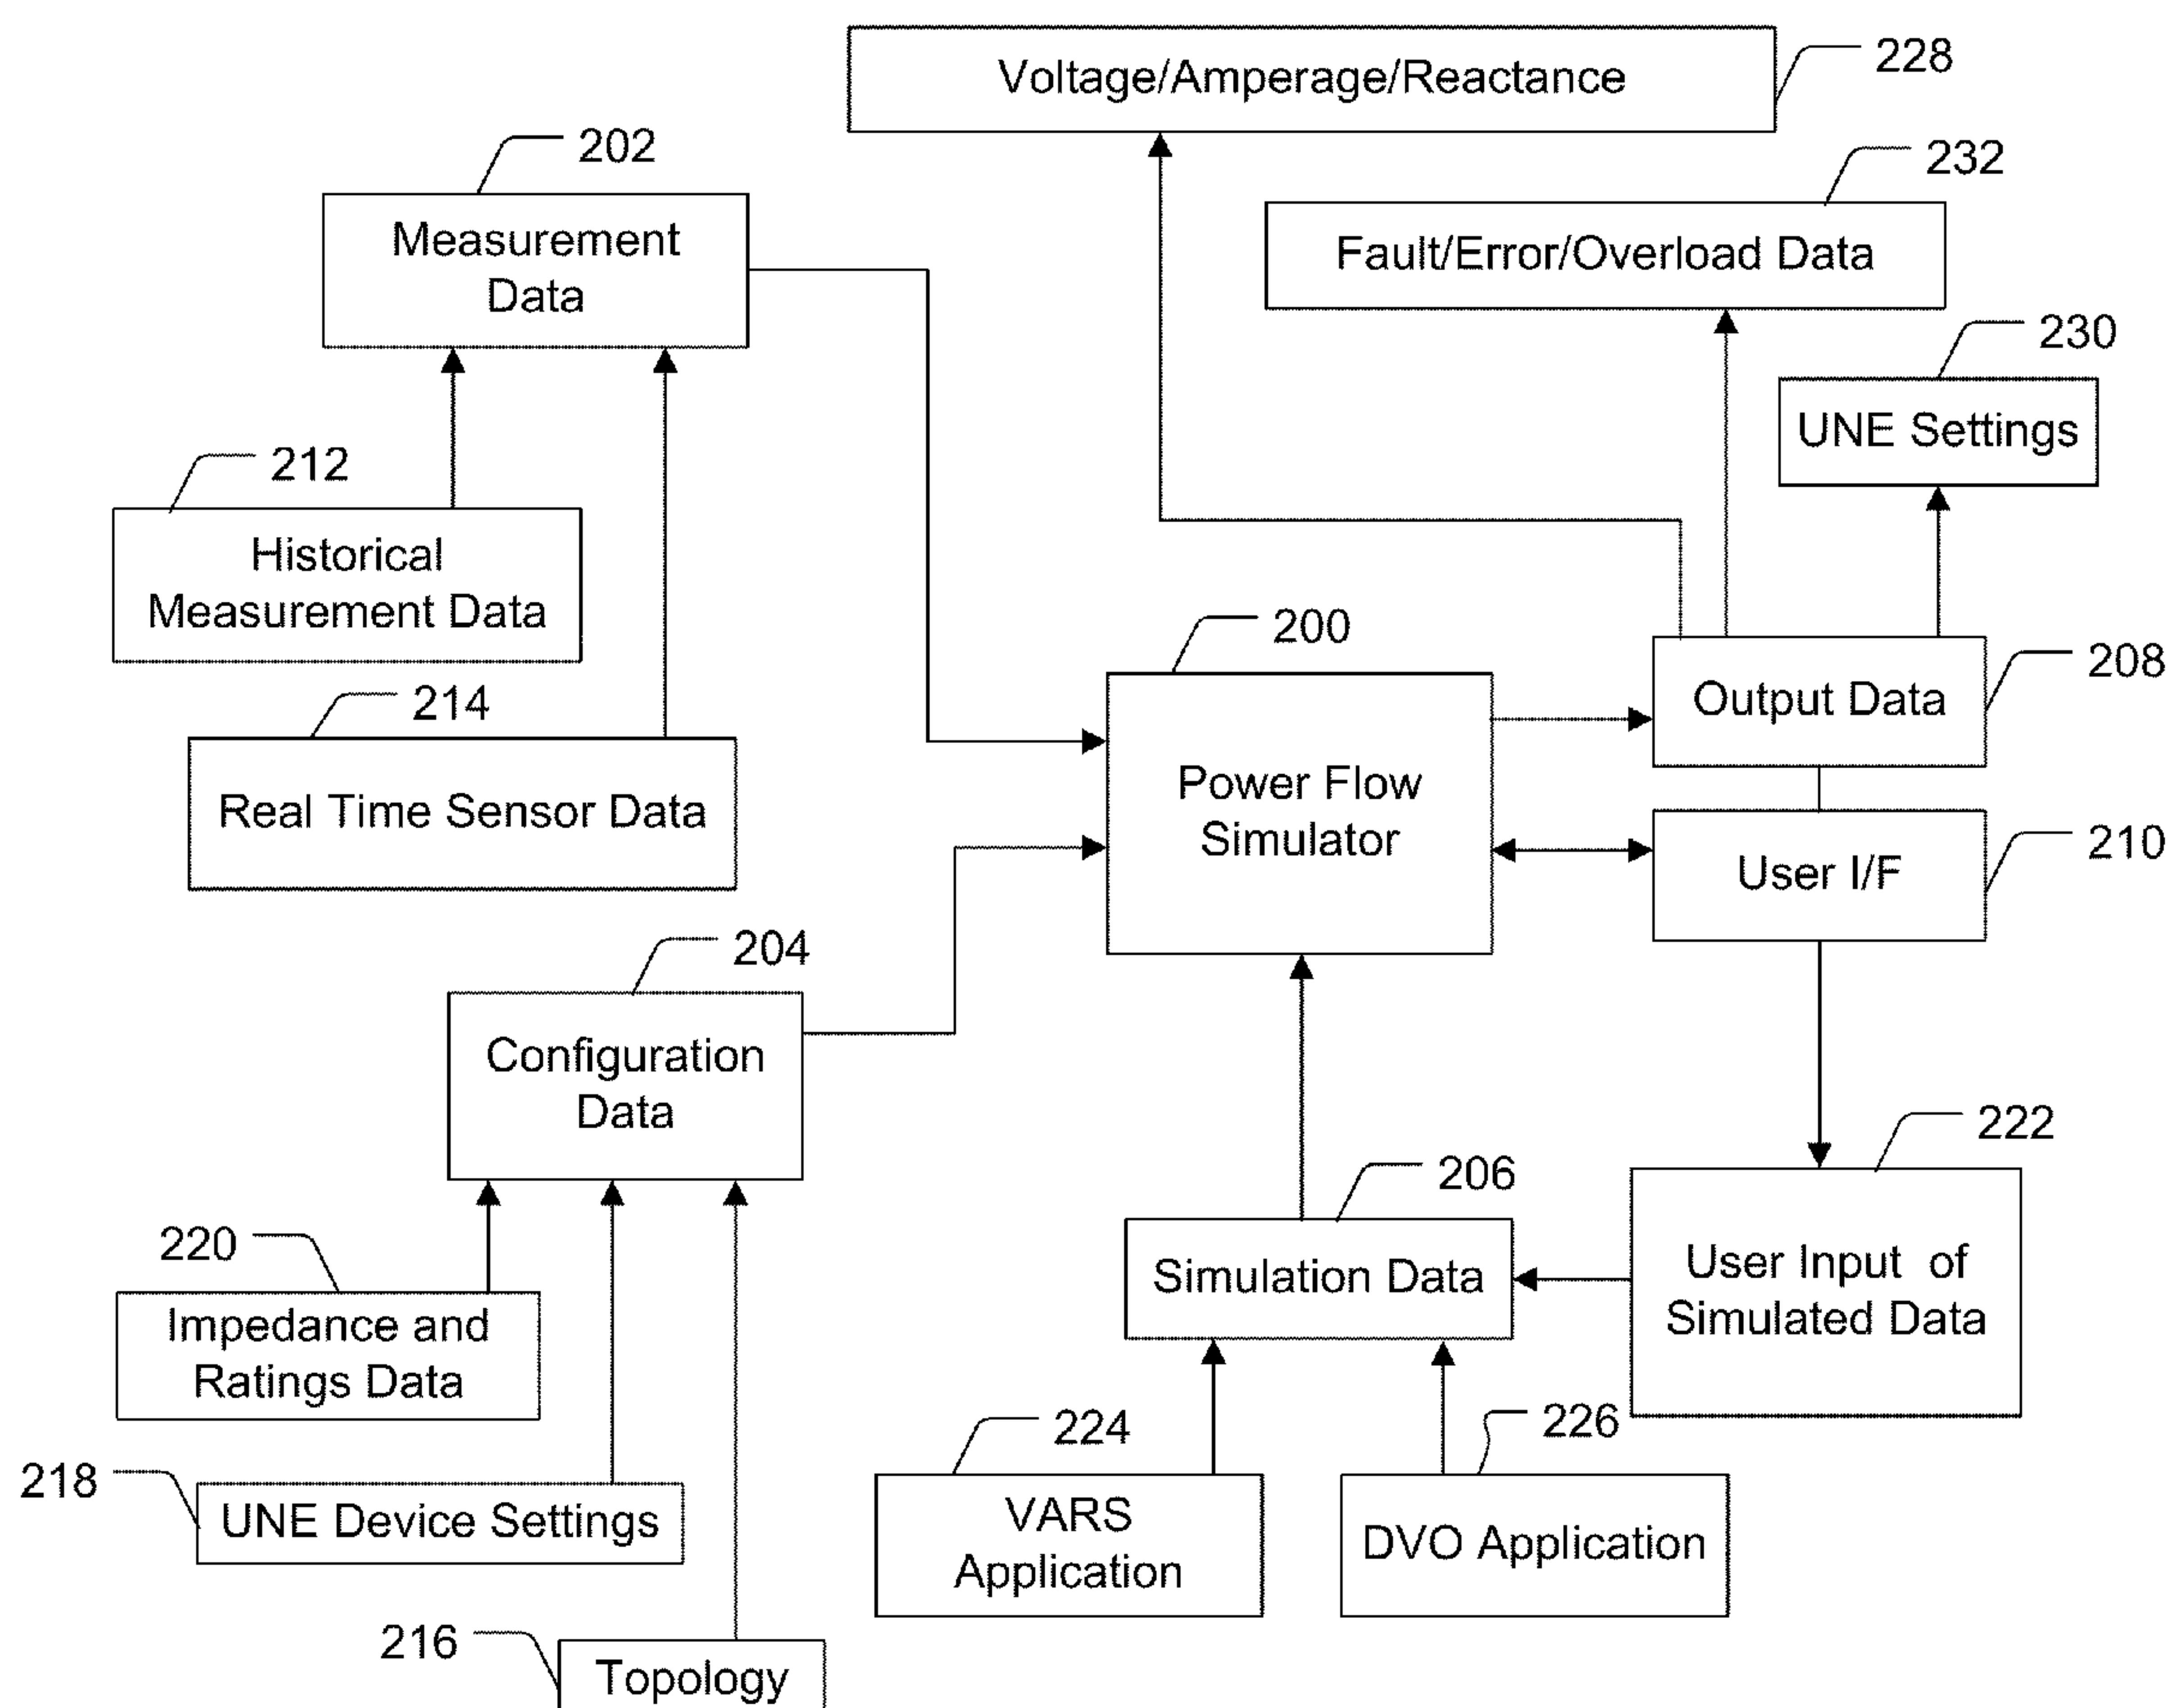 Voltage/Amperage/Reactance
228
202
232
Measurement
Data
Fault/Error/Overload Data
230
UNE Settings
212
Historical
Measurement Data
200
208
Output Data
214
Real Time Sensor Data
Power Flow
Simulator
210
User I/F
204
Configuration
Data
222
206
User Input of
Simulated Data
Simulation Data
220
Impedance and
Ratings Data
224
226
218
UNE Device Settings
VARS
Application
DVO Application
216
Topology